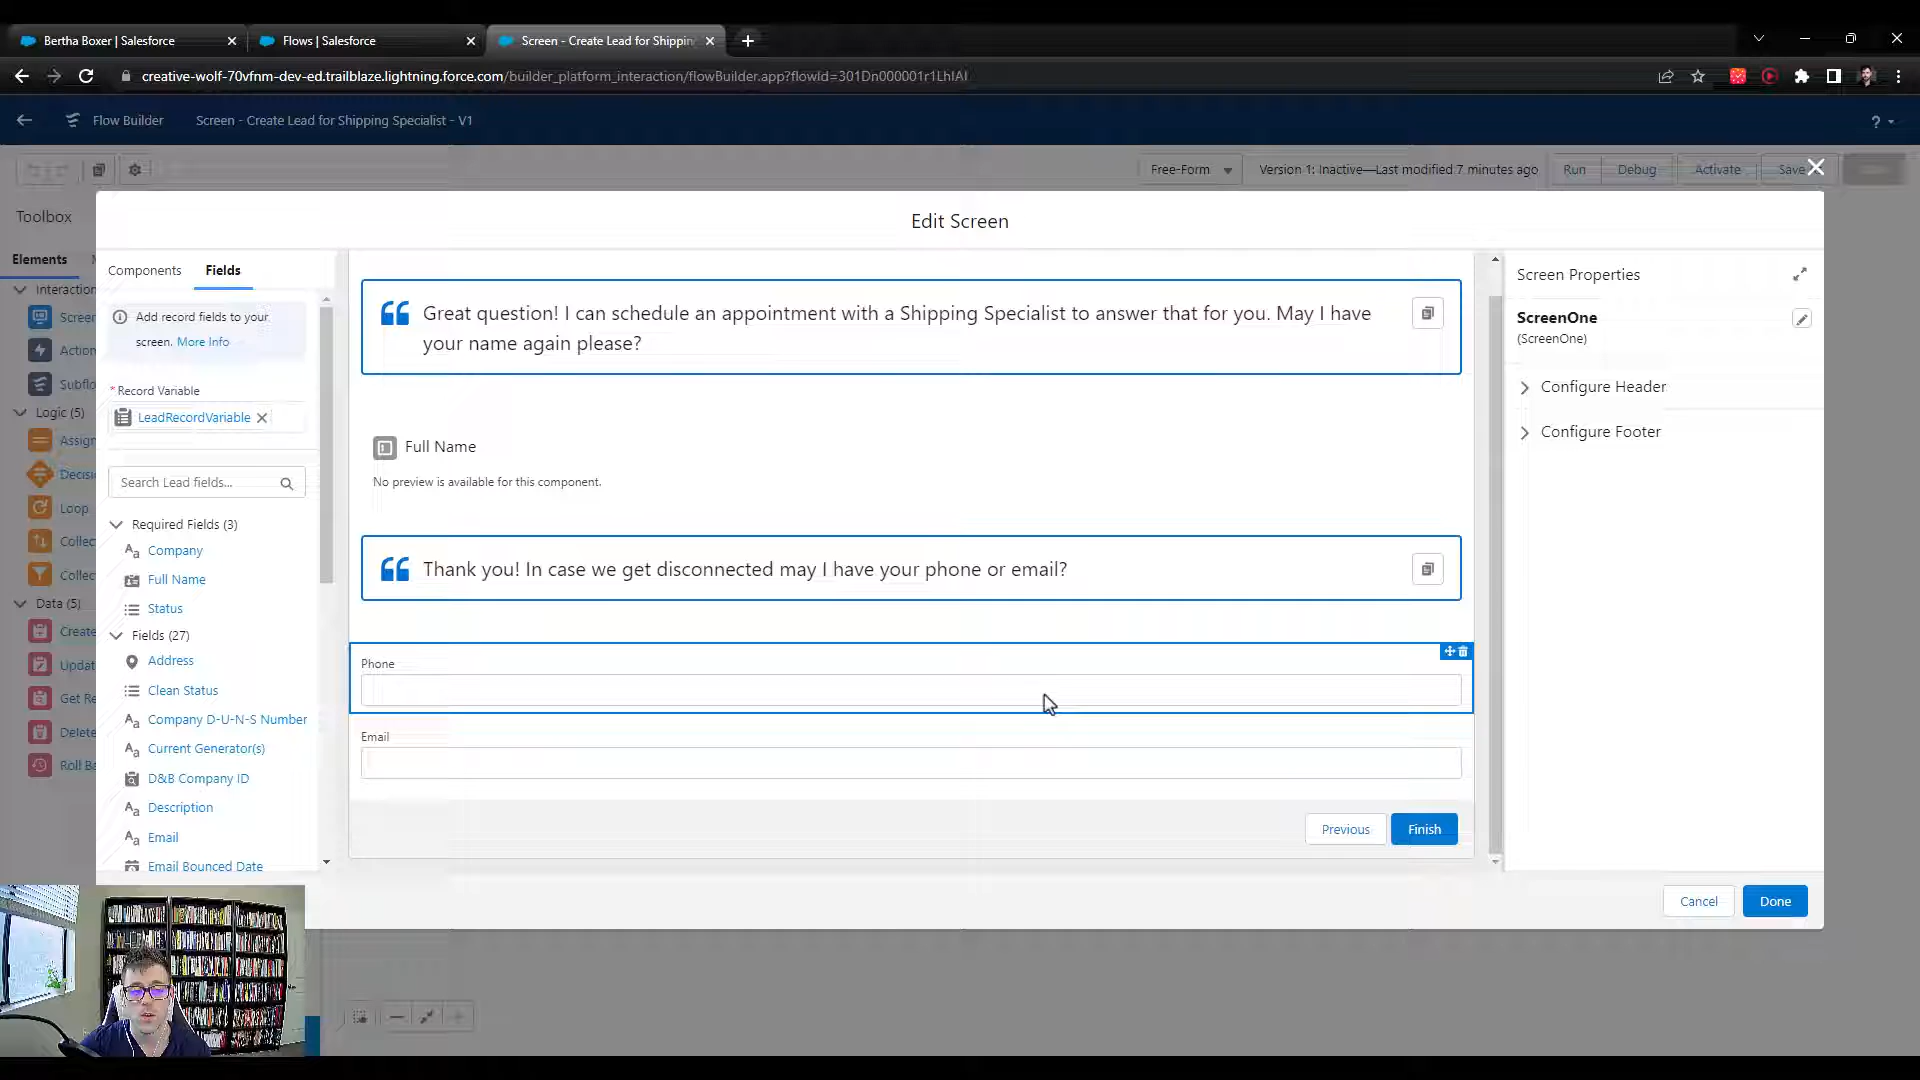 Bertha Boxer | Salesforce
Flows | Salesforce
Screen - Create Lead for Shippin
creative-wolf-70vfnm-dev-ed.trailblaze.lightning.force.com/builder_platform_interaction/flowBuilder.app?flowId=301Dn000001r1LhIAI
Flow Builder
Screen - Create Lead for Shipping Specialist - V1
?
Free-Form
Version 1: Inactive—Last modified 7 minutes ago
Run
Debug
Activate
Save
Toolbox
Elements
Interaction
Screen
Action
Subflo
Logic (5)
Assign
Decisi
Loop
Collec
Collec
Data (5)
Create
Updat
Get Re
Delete
Roll Ba
Edit Screen
Components
Fields
Add record fields to your
screen. More Info
* Record Variable
LeadRecordVariable
Search Lead fields...
Required Fields (3)
Company
Full Name
Status
Fields (27)
Address
Clean Status
Company D-U-N-S Number
Current Generator(s)
D&B Company ID
Description
Email
Email Bounced Date
Great question! I can schedule an appointment with a Shipping Specialist to answer that for you. May I have
your name again please?
Full Name
No preview is available for this component.
Thank you! In case we get disconnected may I have your phone or email?
Phone
Email
Previous
Finish
Screen Properties
ScreenOne
(ScreenOne)
Configure Header
Configure Footer
Cancel
Done